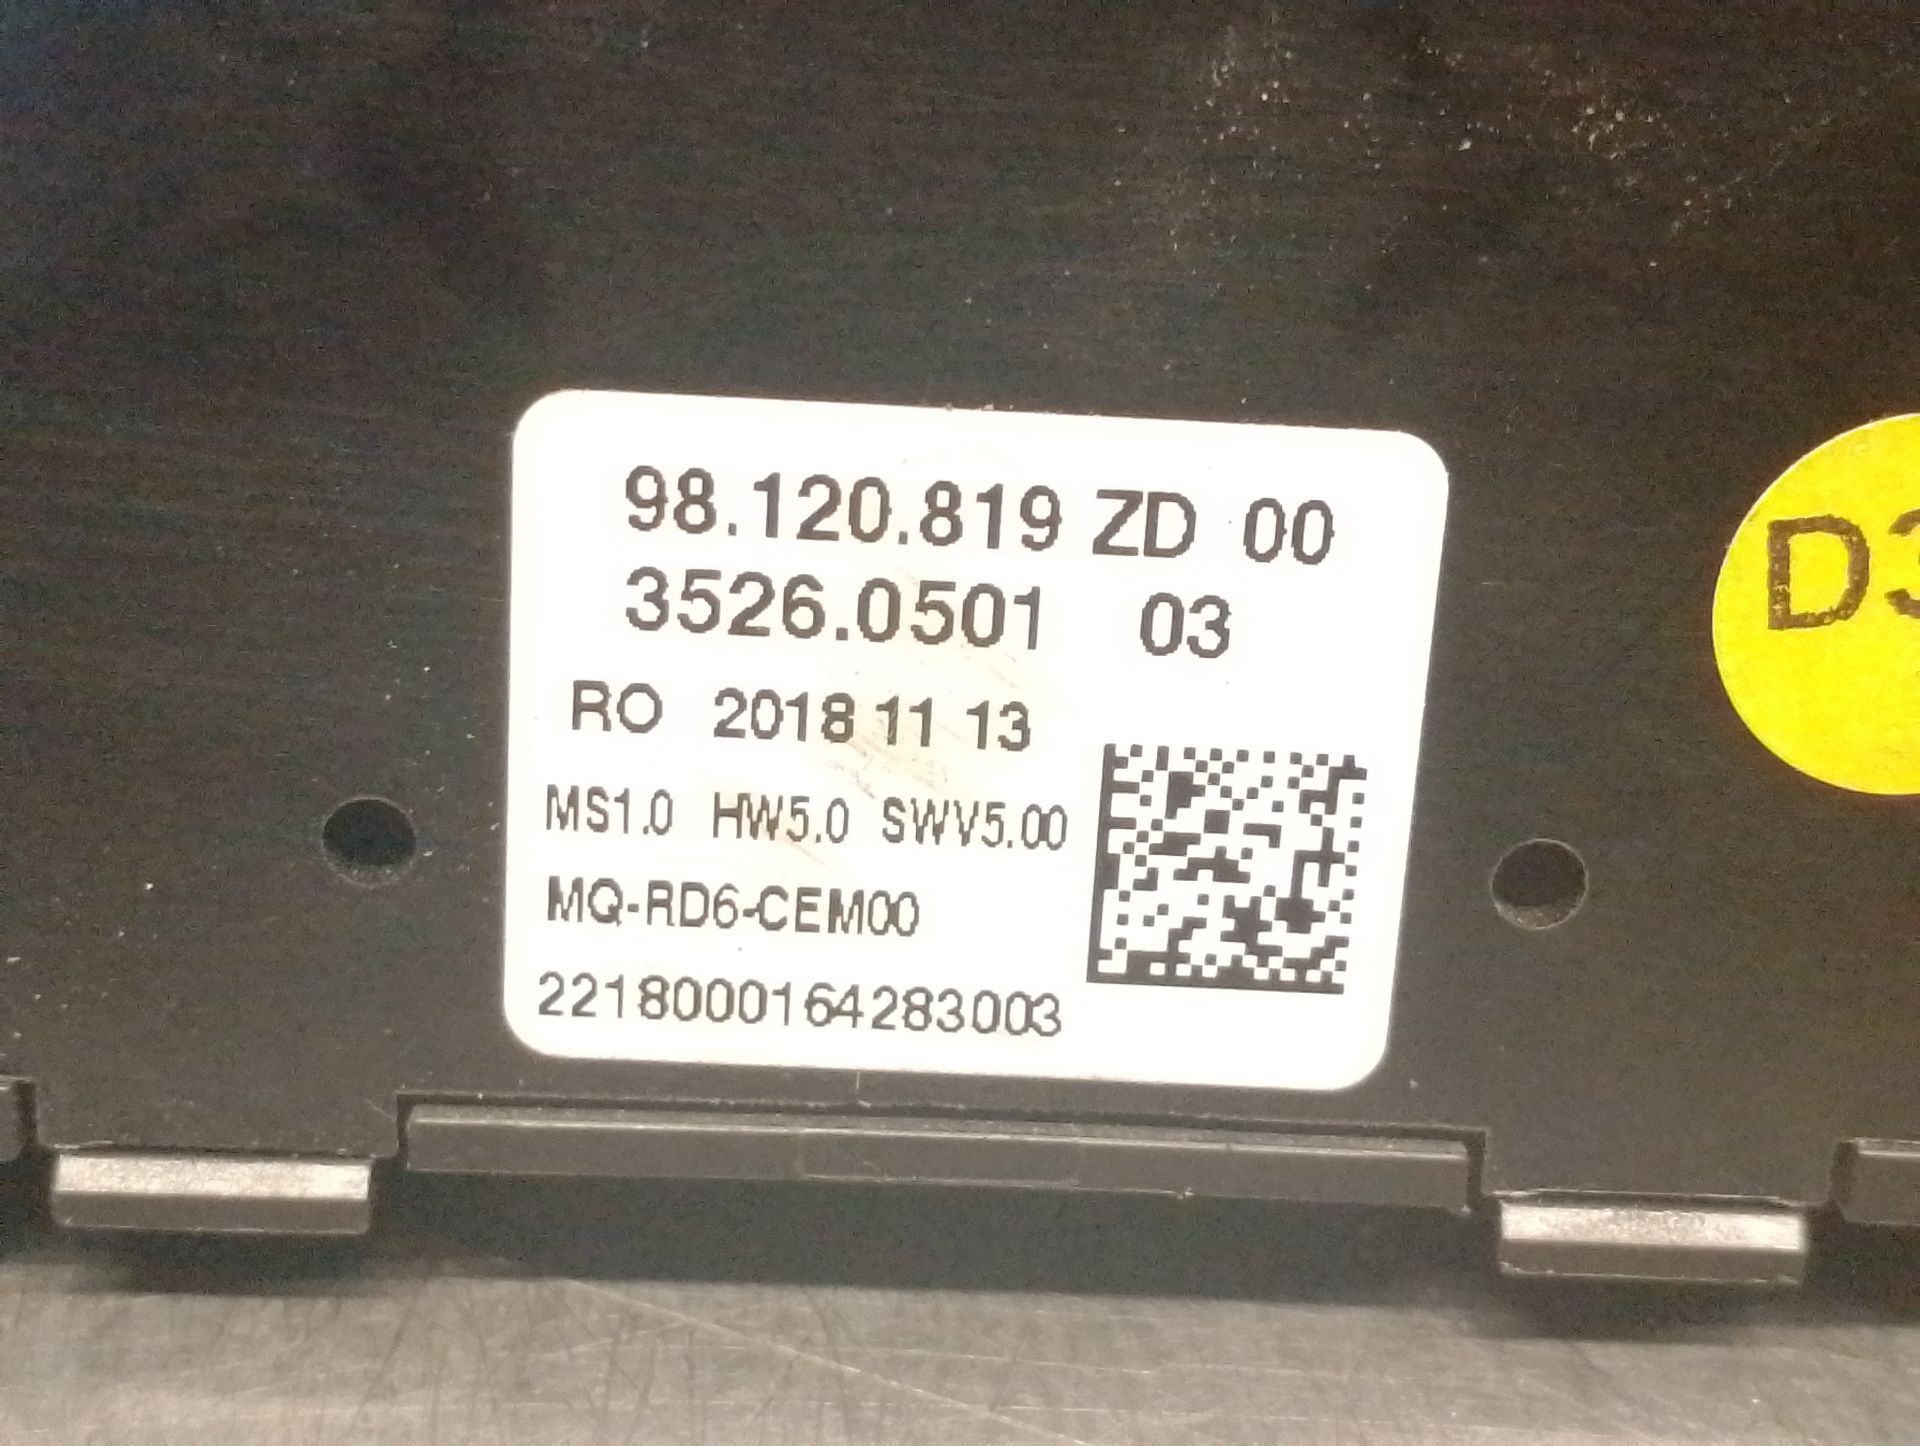 98.120.819 ZD 00
3526.0501 03
RO 2018 11 13
MS1.0 HW5.0 SWV5.00
MQ-RD6-CEM00
2218000164283003
D3